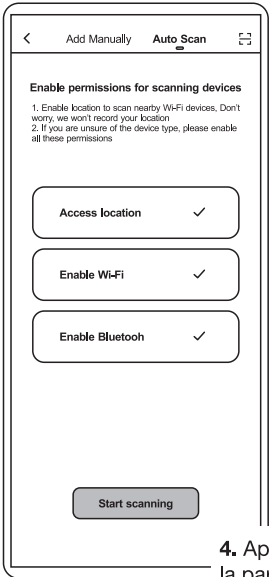 Add Manually Auto Scan
Enable permissions for scanning devices
1. Enable location to scan nearby Wi-Fi devices, Don't
worry, we won't record your location
2. If you are unsure of the device type, please enable
all these permissions
Access location
Enable Wi-Fi
Enable Bluetooh
Start scanning
4. Ap